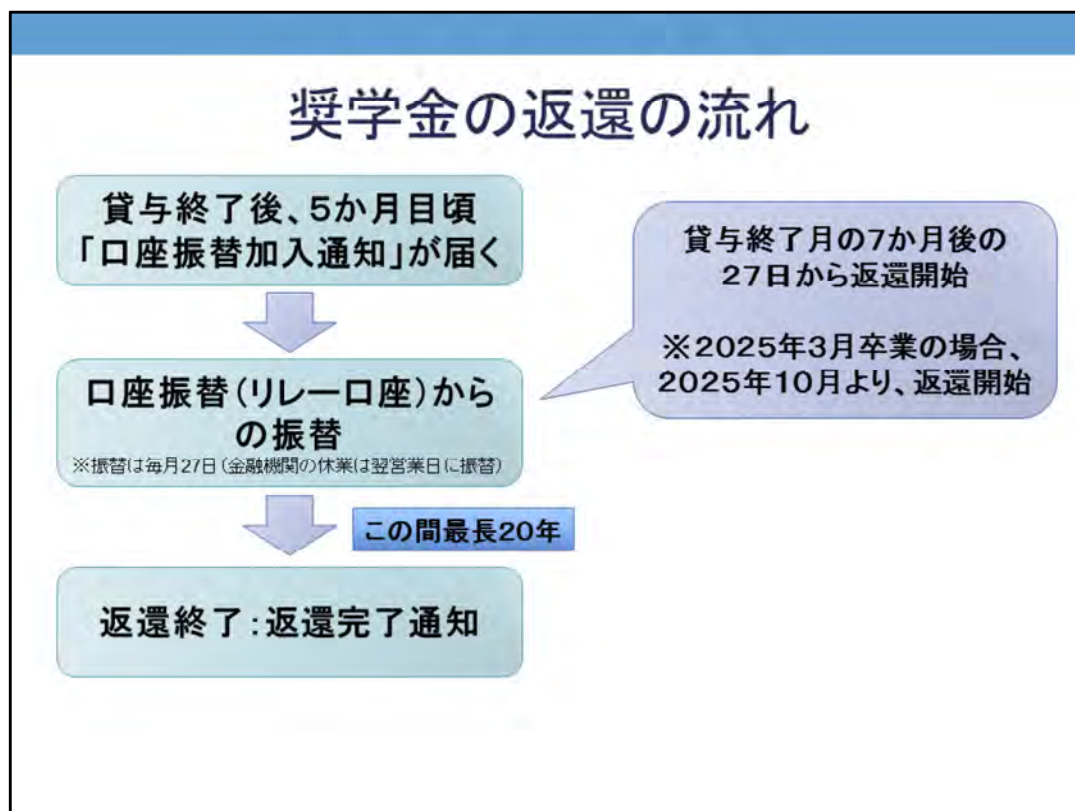 奨学金の返還の流れ
貸与終了後、5か月目頃
「口座振替加入通知」が届く
貸与終了月の7か月後の
27日から返還開始
※2025年3月卒業の場合、
2025年10月より、返還開始
口座振替(リレー口座)から
の振替
※振替は毎月27日(金融機関の休業は翌営業日に振替)
この間最長20年
返還終了:返還完了通知